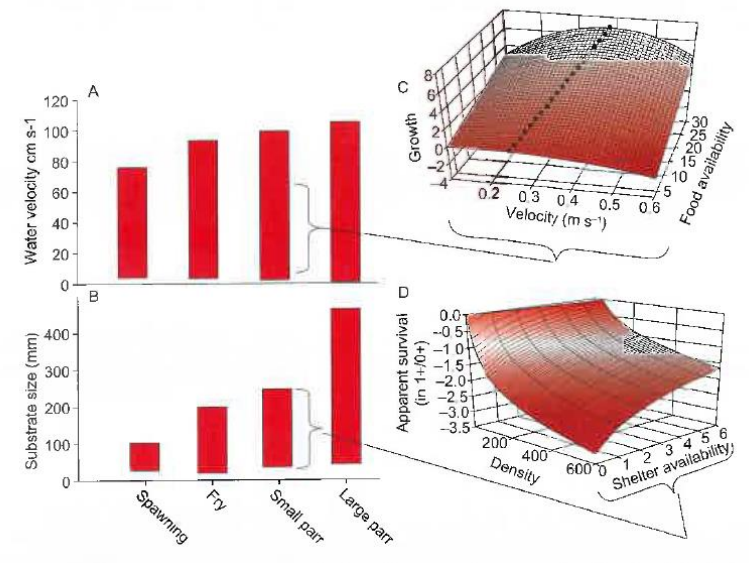 A
Water velocity cm s-1
120
100
80
60
40
20
0
B
Substrate size (mm)
400
300
200
100
0
Spawning
Fry
Small parr
Large parr
C
Growth
8
6
4
2
0
−2
−4
0.2
0.3
0.4
0.5
0.6
Velocity (m s⁻¹)
5
10
15
20
25
30
Food availability
D
Apparent survival
(in 1+/0+)
0.0
−0.5
−1.0
−1.5
−2.0
−2.5
−3.0
−3.5
200
400
600
Density
0 1 2 3 4 5 6
Shelter availability